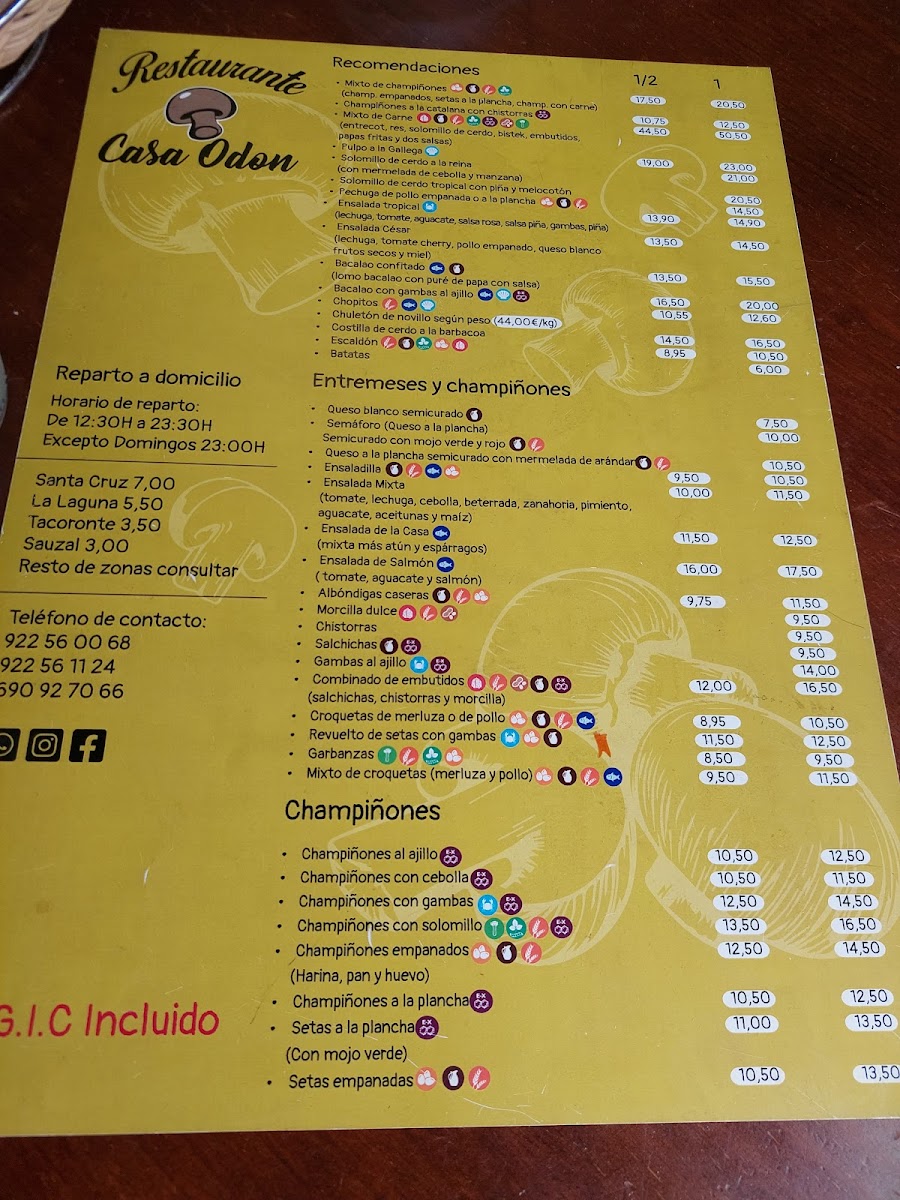 Restaurante
Casa Odon
Reparto a domicilio
Horario de reparto:
De 12:30H a 23:30H
Excepto Domingos 23:00H
Santa Cruz 7,00
La Laguna 5,50
Tacoronte 3,50
Sauzal 3,00
Resto de zonas consultar
Teléfono de contacto:
922 56 00 68
922 56 11 24
690 92 70 66
G.I.C Incluido
Recomendaciones 1/2 1
• Mixto de champiñones 17,50 20,50
(champ. empanados, setas a la plancha, champ. con carne)
• Champiñones a la catalana con chistorras 10,75 12,50
• Mixto de Carne 44,50 50,50
(entrecot, res, solomillo de cerdo, bistek, embutidos,
papas fritas y dos salsas)
• Pulpo a la Gallega 19,00 23,00
• Solomillo de cerdo a la reina 21,00
(con mermelada de cebolla y manzana)
• Solomillo de cerdo tropical con piña y melocotón 20,50
• Pechuga de pollo empanada o a la plancha 14,50
• Ensalada tropical 13,90 14,90
(lechuga, tomate, aguacate, salsa rosa, salsa piña, gambas, piña)
• Ensalada César 13,50 14,50
(lechuga, tomate cherry, pollo empanado, queso blanco
frutos secos y miel)
• Bacalao confitado 13,50 15,50
(lomo bacalao con puré de papa con salsa)
• Bacalao con gambas al ajillo 16,50 20,00
• Chopitos 10,55 12,60
• Chuletón de novillo según peso (44,00€/kg)
• Costilla de cerdo a la barbacoa 14,50 16,50
• Escaldón 8,95 10,50
• Batatas 6,00
Entremeses y champiñones
• Queso blanco semicurado 7,50
• Semáforo (Queso a la plancha) 10,00
Semicurado con mojo verde y rojo
• Queso a la plancha semicurado con mermelada de arándar 10,50
• Ensaladilla 9,50 10,50
• Ensalada Mixta 10,00 11,50
(tomate, lechuga, cebolla, beterrada, zanahoria, pimiento,
aguacate, aceitunas y maíz)
• Ensalada de la Casa 11,50 12,50
(mixta más atún y espárragos)
• Ensalada de Salmón 16,00 17,50
( tomate, aguacate y salmón)
• Albóndigas caseras 9,75 11,50
• Morcilla dulce 9,50
• Chistorras 9,50
• Salchichas 9,50
• Gambas al ajillo 14,00
• Combinado de embutidos 12,00 16,50
(salchichas, chistorras y morcilla)
• Croquetas de merluza o de pollo 8,95 10,50
• Revuelto de setas con gambas 11,50 12,50
• Garbanzas 8,50 9,50
• Mixto de croquetas (merluza y pollo) 9,50 11,50
Champiñones
• Champiñones al ajillo E-X 10,50 12,50
• Champiñones con cebolla E-X 10,50 11,50
• Champiñones con gambas E-X 12,50 14,50
• Champiñones con solomillo E-X 13,50 16,50
• Champiñones empanados 12,50 14,50
(Harina, pan y huevo)
• Champiñones a la plancha E-X 10,50 12,50
• Setas a la plancha E-X 11,00 13,50
(Con mojo verde)
• Setas empanadas 10,50 13,50